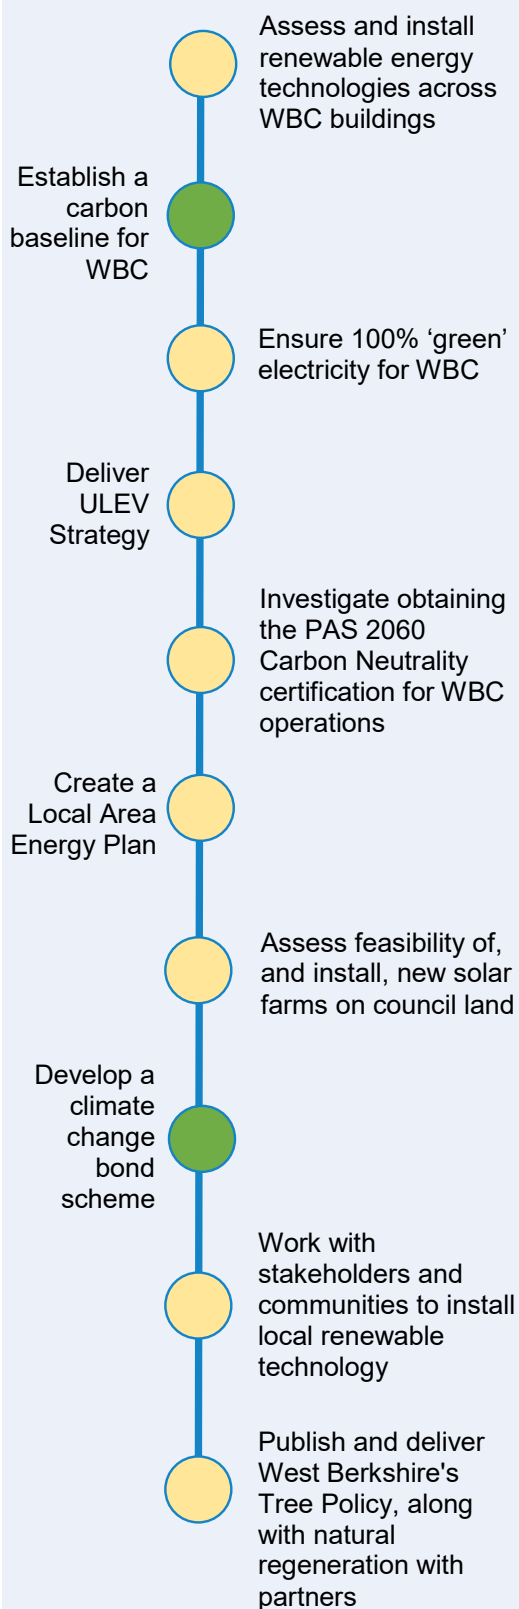 Assess and install
renewable energy
technologies across
WBC buildings
Establish a
carbon
baseline for
WBC
Ensure 100% ‘green’
electricity for WBC
Deliver
ULEV
Strategy
Investigate obtaining
the PAS 2060
Carbon Neutrality
certification for WBC
operations
Create a
Local Area
Energy Plan
Assess feasibility of,
and install, new solar
farms on council land
Develop a
climate
change
bond
scheme
Work with
stakeholders and
communities to install
local renewable
technology
Publish and deliver
West Berkshire's
Tree Policy, along
with natural
regeneration with
partners